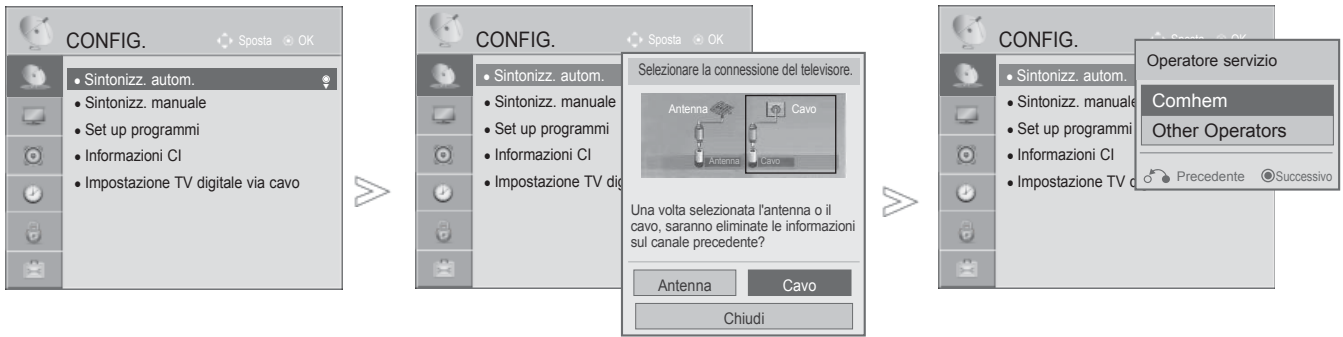 CONFIG.
Sposta OK
• Sintonizz. autom.
• Sintonizz. manuale
• Set up programmi
• Informazioni CI
• Impostazione TV digitale via cavo
CONFIG.
Sposta OK
• Sintonizz. autom.
• Sintonizz. manuale
• Set up programmi
• Informazioni CI
• Impostazione TV dig
Selezionare la connessione del televisore.
Antenna Cavo
Antenna Cavo
Una volta selezionata l'antenna o il
cavo, saranno eliminate le informazioni
sul canale precedente?
Antenna Cavo
Chiudi
CONFIG.
Sposta OK
• Sintonizz. autom.
• Sintonizz. manuale
• Set up programmi
• Informazioni CI
• Impostazione TV d
Operatore servizio
Comhem
Other Operators
Precedente Successivo